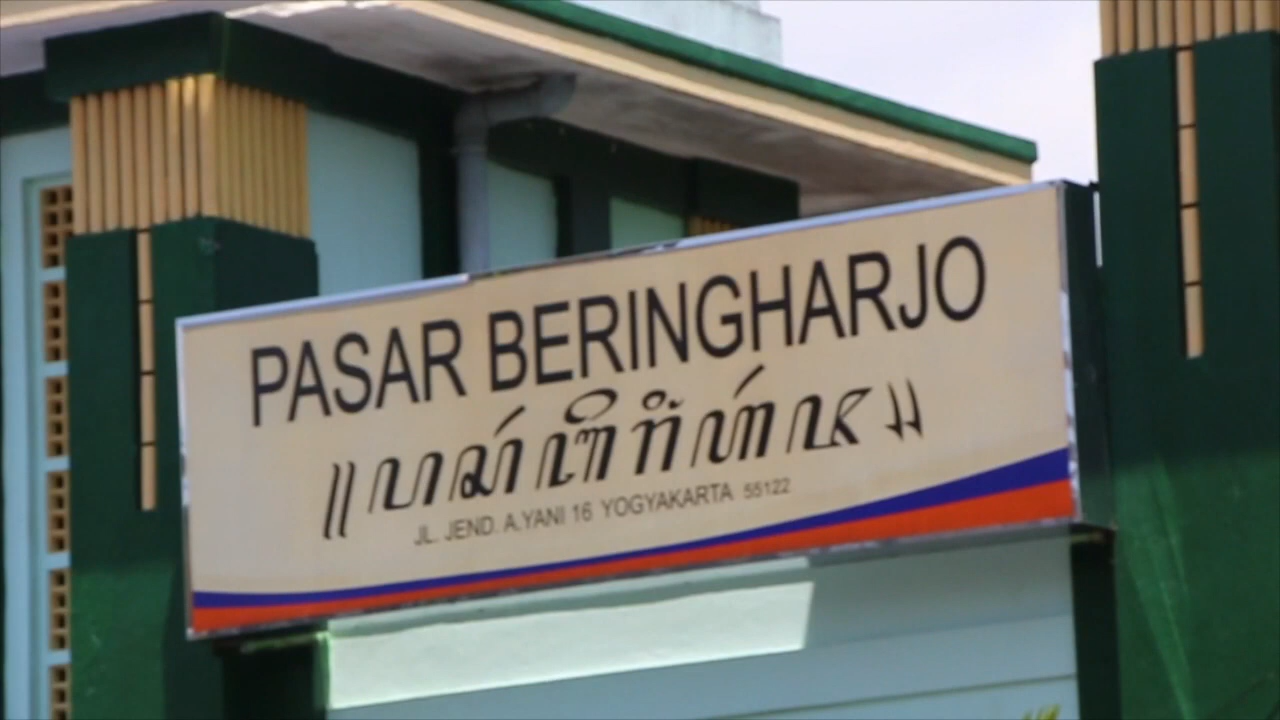 PASAR BERINGHARJO
꧋ꦥꦱꦂꦧꦼꦫꦶꦁꦲꦂꦗ꧉
JL. JEND. A.YANI 16 YOGYAKARTA 55122